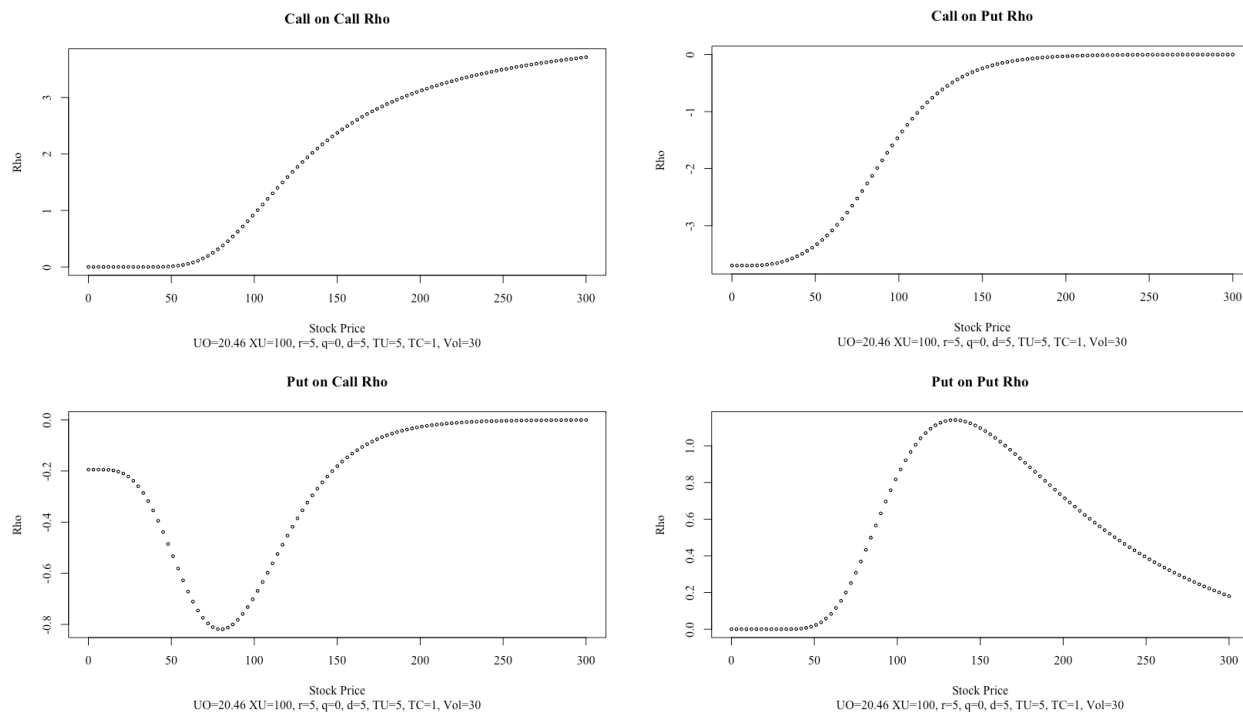 Call on Call Rho
Rho
0 1 2 3
0 50 100 150 200 250 300
Stock Price
UO=20.46 XU=100, r=5, q=0, d=5, TU=5, TC=1, Vol=30
Call on Put Rho
Rho
-3 -2 -1 0
0 50 100 150 200 250 300
Stock Price
UO=20.46 XU=100, r=5, q=0, d=5, TU=5, TC=1, Vol=30
Put on Call Rho
Rho
-0.8 -0.6 -0.4 -0.2 0.0
0 50 100 150 200 250 300
Stock Price
UO=20.46 XU=100, r=5, q=0, d=5, TU=5, TC=1, Vol=30
Put on Put Rho
Rho
0.0 0.2 0.4 0.6 0.8 1.0
0 50 100 150 200 250 300
Stock Price
UO=20.46 XU=100, r=5, q=0, d=5, TU=5, TC=1, Vol=30